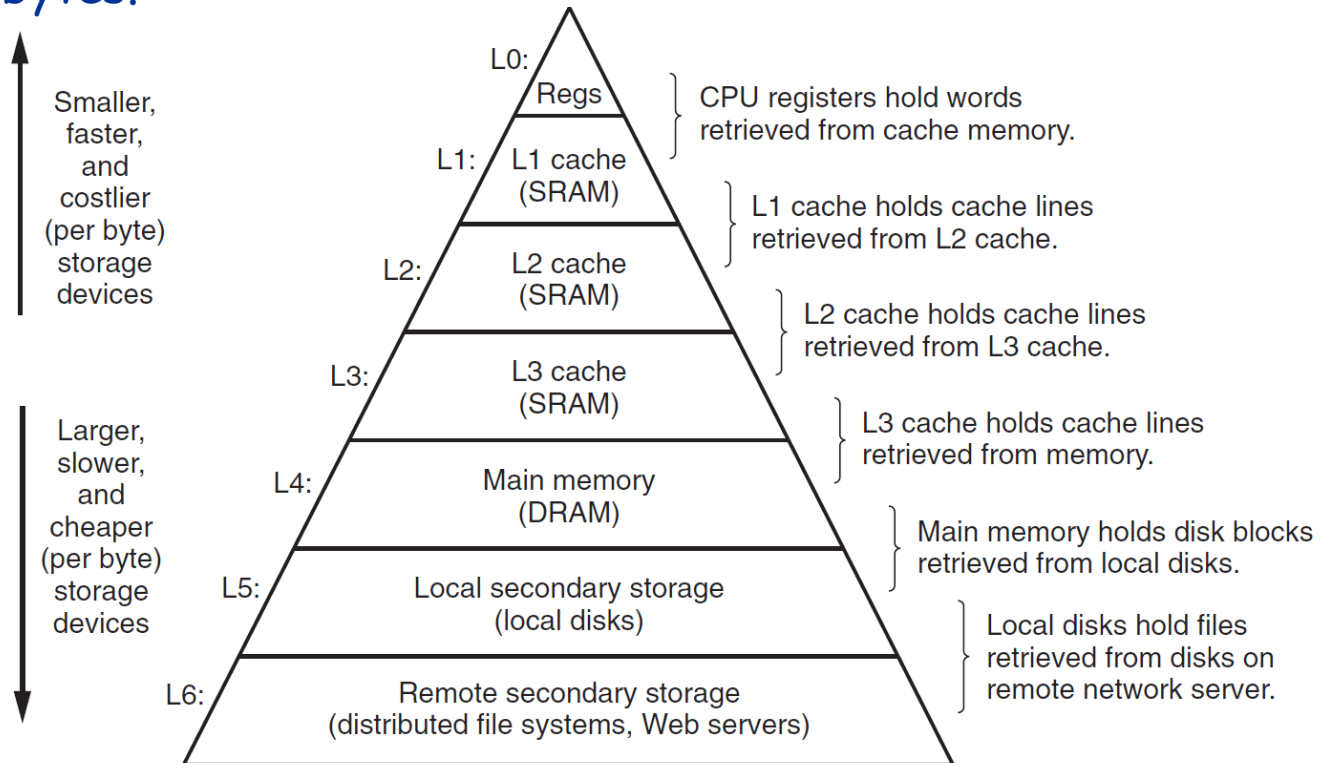 bytes.
Smaller,
faster,
and
costlier
(per byte)
storage
devices
Larger,
slower,
and
cheaper
(per byte)
storage
devices
L0:
Regs
L1:
L1 cache
(SRAM)
L2:
L2 cache
(SRAM)
L3:
L3 cache
(SRAM)
L4:
Main memory
(DRAM)
L5:
Local secondary storage
(local disks)
L6:
Remote secondary storage
(distributed file systems, Web servers)
CPU registers hold words
retrieved from cache memory.
L1 cache holds cache lines
retrieved from L2 cache.
L2 cache holds cache lines
retrieved from L3 cache.
L3 cache holds cache lines
retrieved from memory.
Main memory holds disk blocks
retrieved from local disks.
Local disks hold files
retrieved from disks on
remote network server.